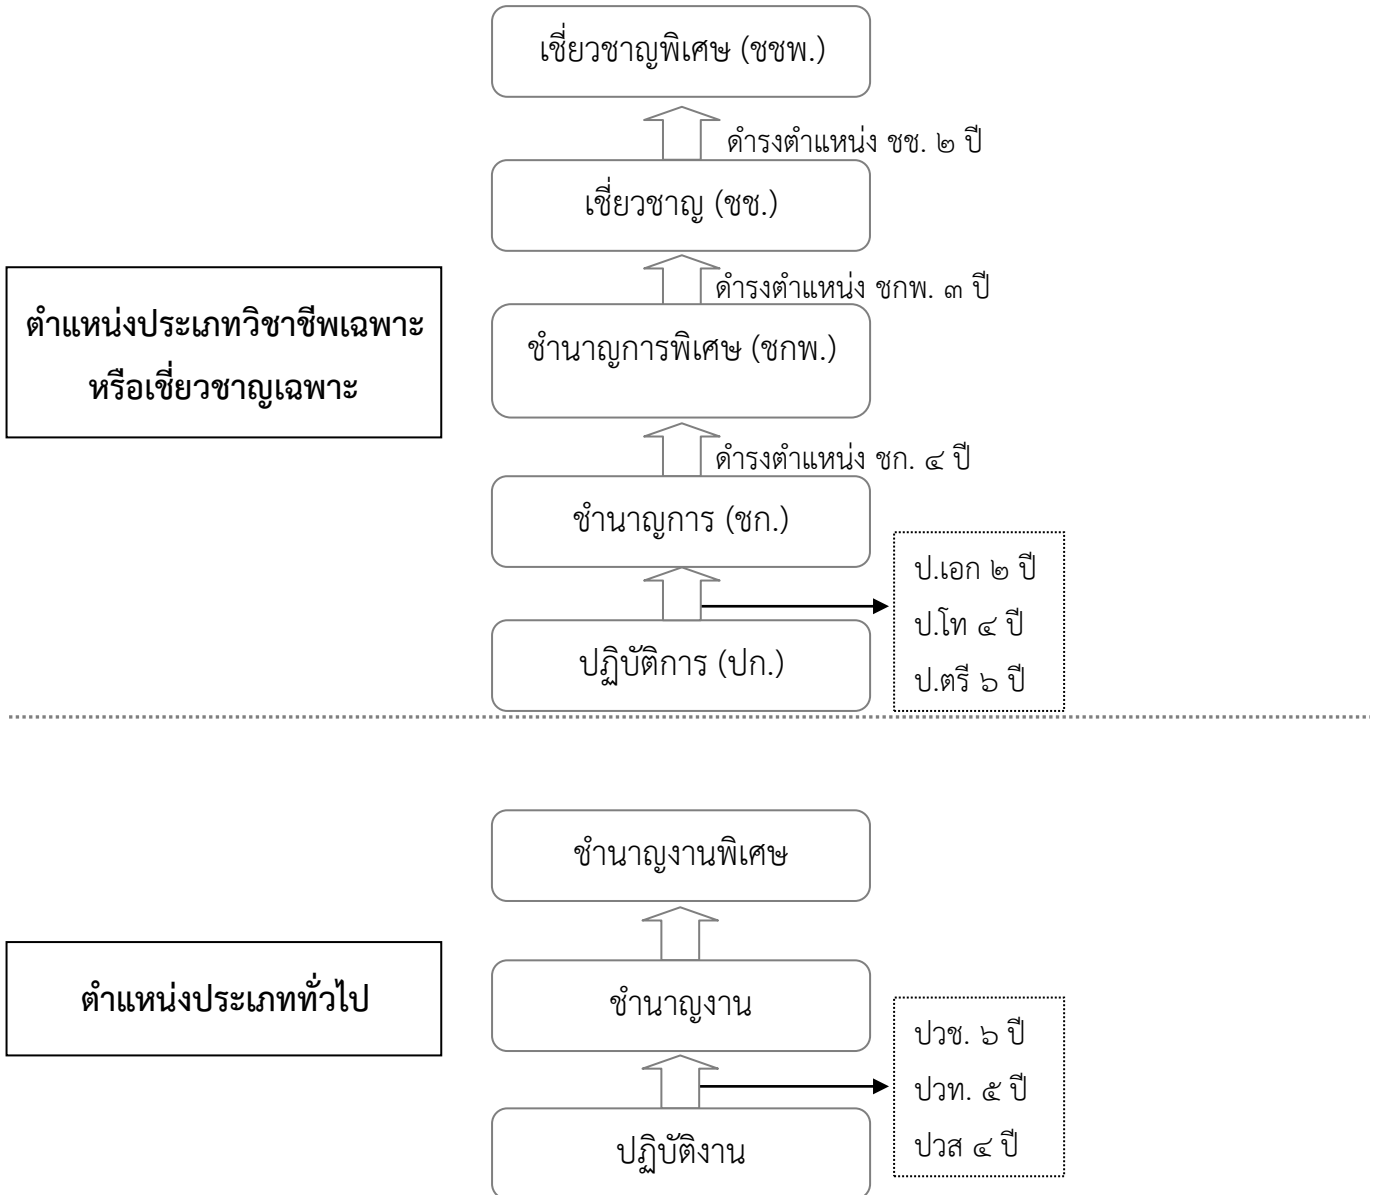 เชี่ยวชาญพิเศษ (ชชพ.)
ดำรงตำแหน่ง ชช. ๒ ปี
เชี่ยวชาญ (ชช.)
ดำรงตำแหน่ง ชกพ. ๓ ปี
ตำแหน่งประเภทวิชาชีพเฉพาะ
หรือเชี่ยวชาญเฉพาะ
ชำนาญการพิเศษ (ชกพ.)
ดำรงตำแหน่ง ชก. ๔ ปี
ชำนาญการ (ชก.)
ป.เอก ๒ ปี
ป.โท ๔ ปี
ป.ตรี ๖ ปี
ปฏิบัติการ (ปก.)
ชำนาญงานพิเศษ
ตำแหน่งประเภททั่วไป
ชำนาญงาน
ปวช. ๖ ปี
ปวท. ๕ ปี
ปวส ๔ ปี
ปฏิบัติงาน